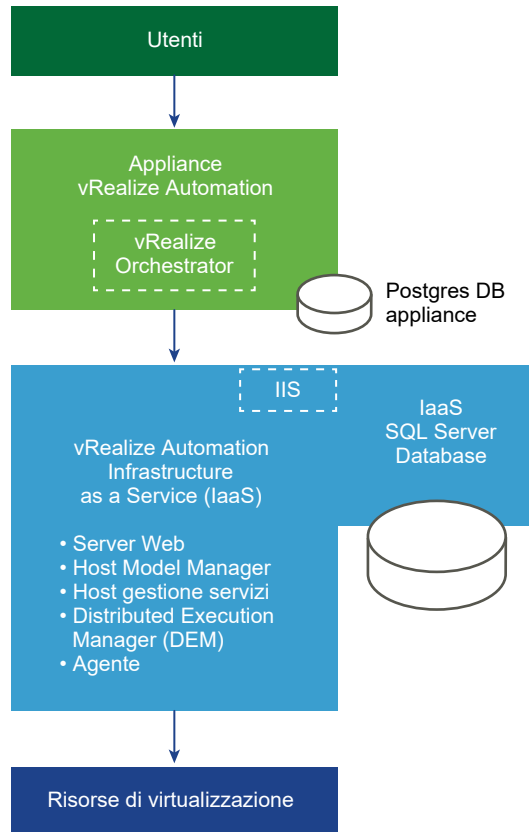 Utenti
Appliance
vRealize Automation
vRealize
Orchestrator
Postgres DB
appliance
IIS
IaaS
SQL Server
Database
vRealize Automation
Infrastructure
as a Service (IaaS)
• Server Web
• Host Model Manager
• Host gestione servizi
• Distributed Execution
Manager (DEM)
• Agente
Risorse di virtualizzazione